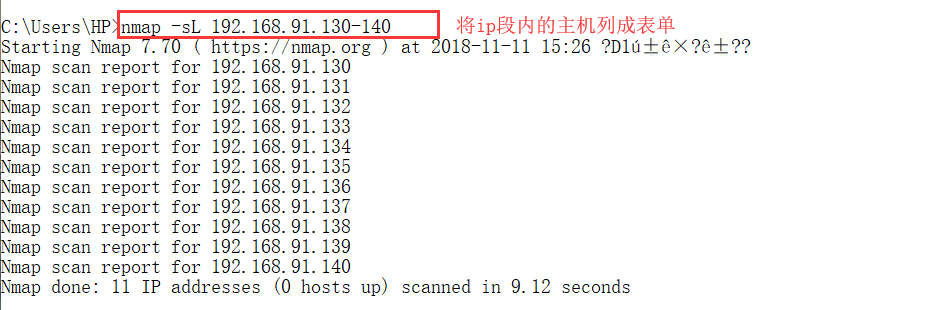 C:\Users\HP>nmap -sL 192.168.91.130-140 将ip段内的主机列成表单
Starting Nmap 7.70 ( https://nmap.org ) at 2018-11-11 15:26 ?D1ú±ê×?ê±??
Nmap scan report for 192.168.91.130
Nmap scan report for 192.168.91.131
Nmap scan report for 192.168.91.132
Nmap scan report for 192.168.91.133
Nmap scan report for 192.168.91.134
Nmap scan report for 192.168.91.135
Nmap scan report for 192.168.91.136
Nmap scan report for 192.168.91.137
Nmap scan report for 192.168.91.138
Nmap scan report for 192.168.91.139
Nmap scan report for 192.168.91.140
Nmap done: 11 IP addresses (0 hosts up) scanned in 9.12 seconds